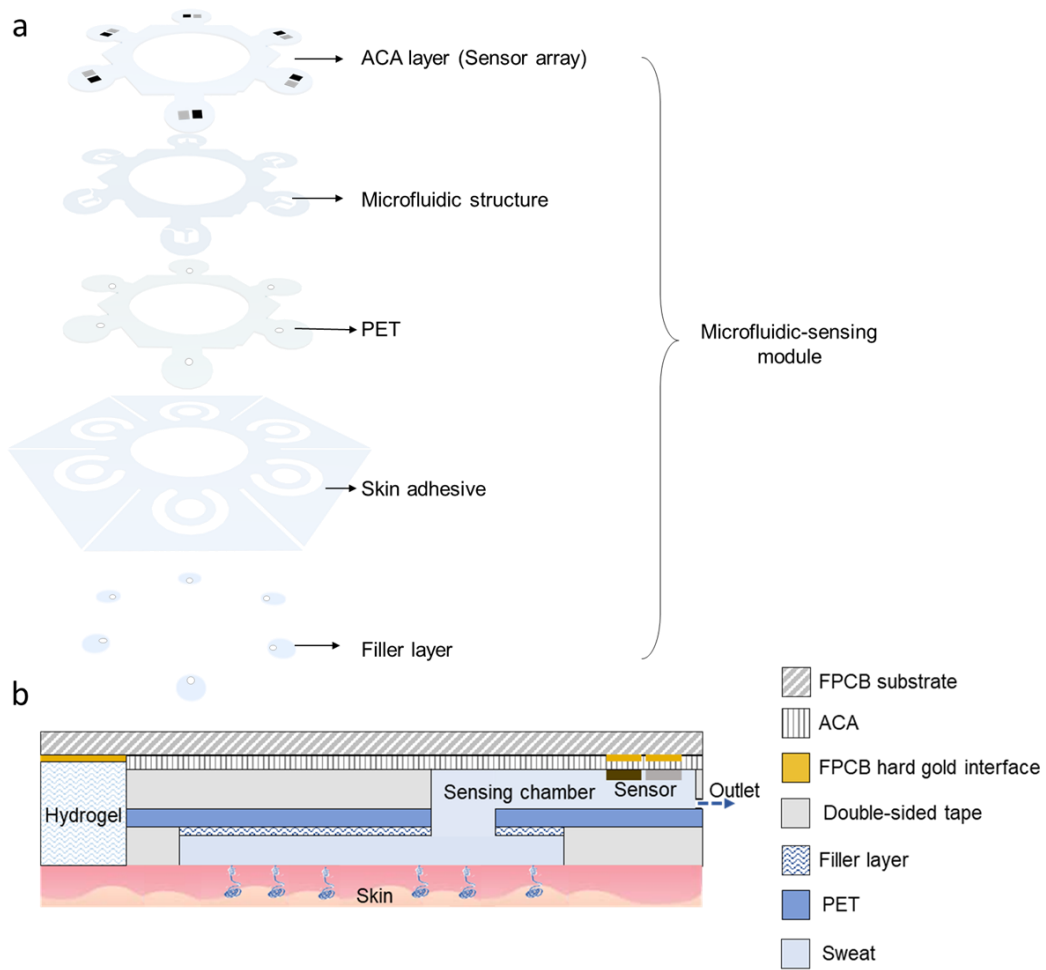 a
ACA layer (Sensor array)
Microfluidic structure
PET
Microfluidic-sensing
module
Skin adhesive
Filler layer
b
FPCB substrate
ACA
FPCB hard gold interface
Double-sided tape
Filler layer
PET
Sweat
Hydrogel
Sensing chamber
Sensor
Outlet
Skin